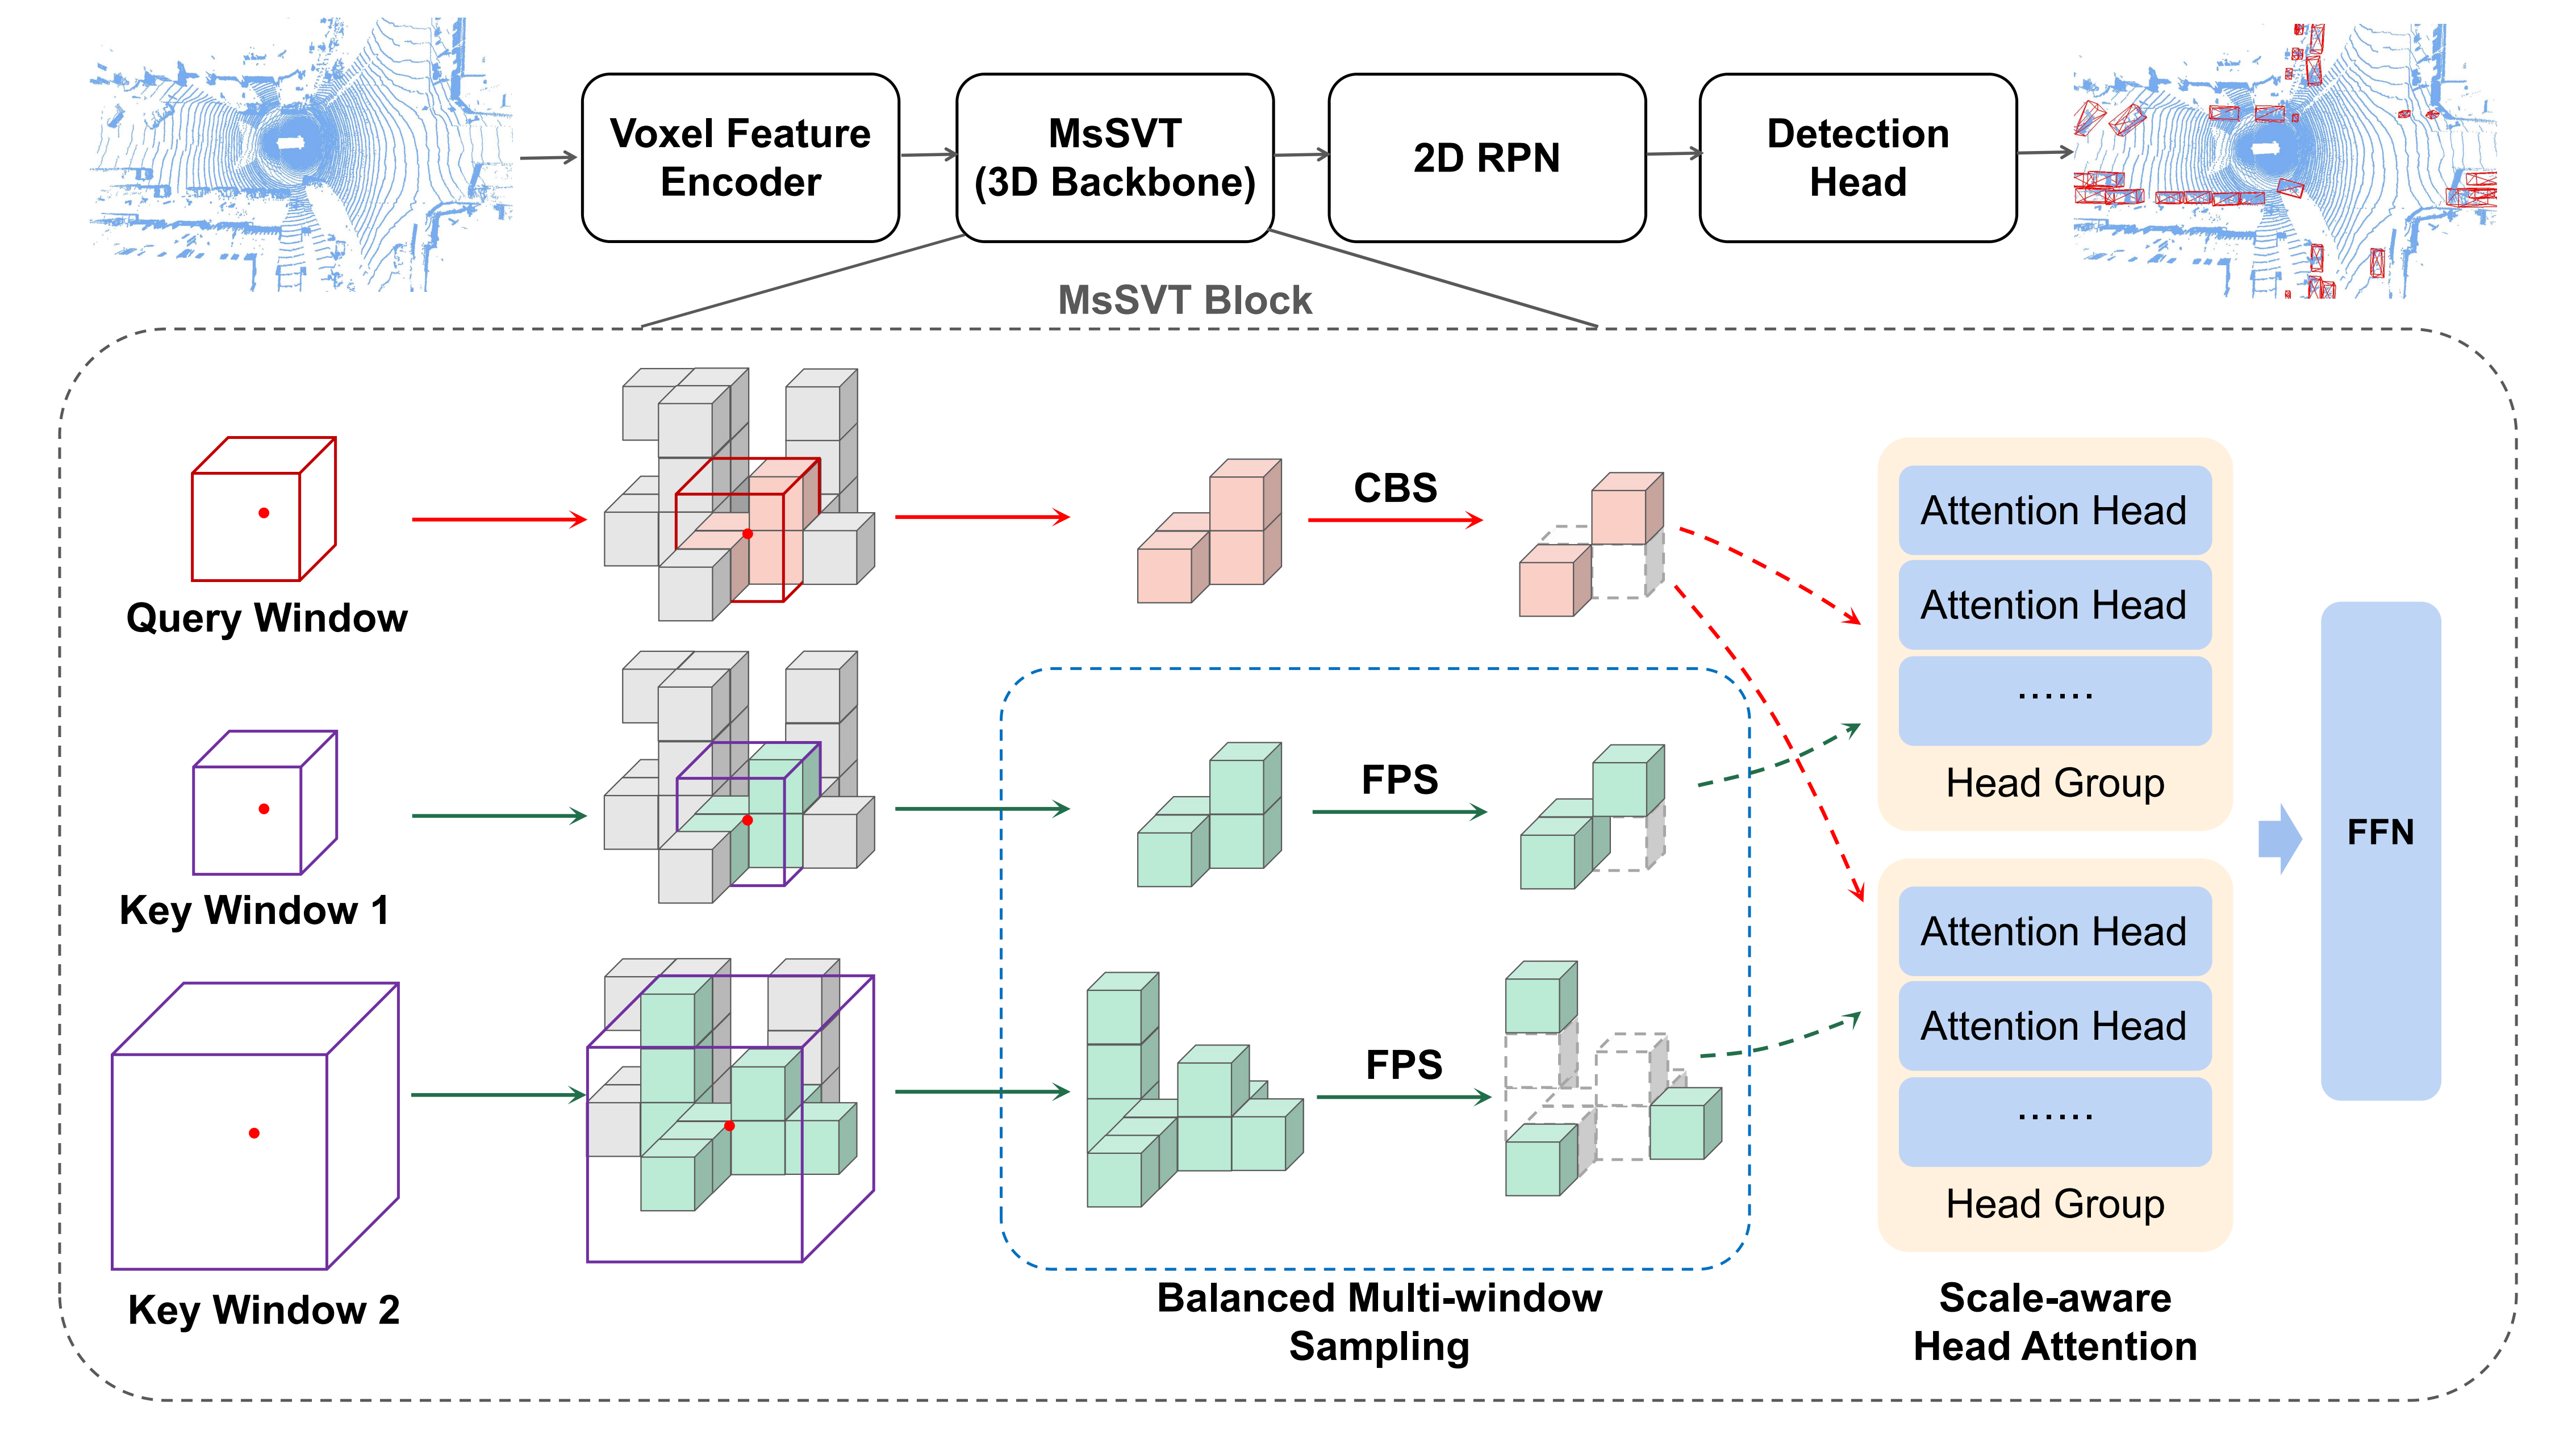 Voxel Feature
Encoder
MsSVT
(3D Backbone)
2D RPN
Detection
Head
MsSVT Block
Query Window
CBS
Attention Head
Attention Head
......
Head Group
Key Window 1
FPS
FFN
Key Window 2
FPS
Attention Head
Attention Head
......
Head Group
Balanced Multi-window
Sampling
Scale-aware
Head Attention